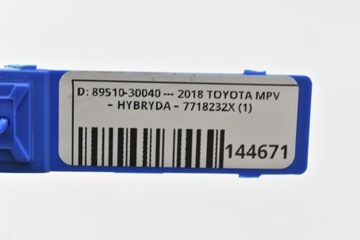 D: 89510-30040 --- 2018 TOYOTA MPV
- HYBRYDA - 7718232X (1)
144671